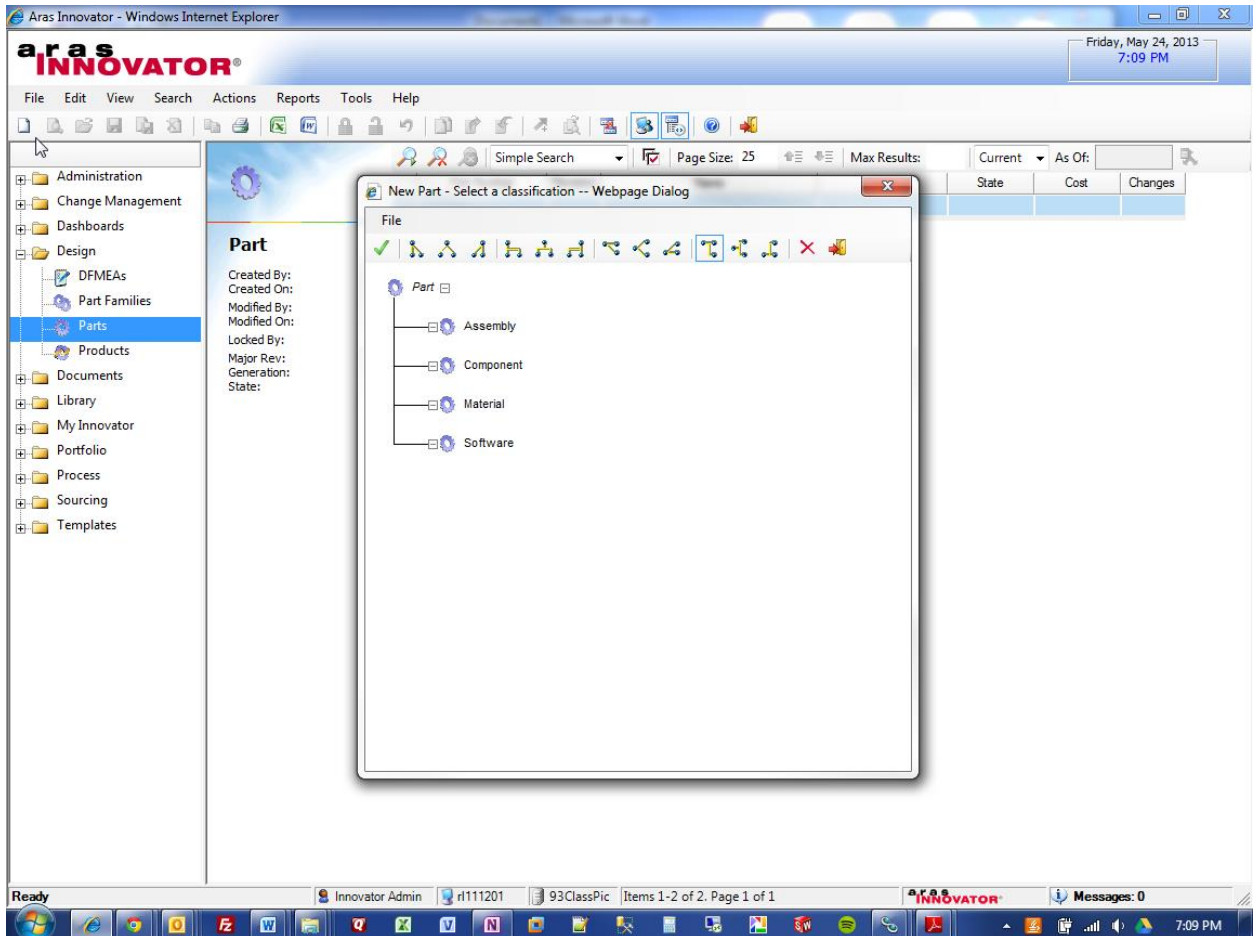 Aras Innovator - Windows Internet Explorer
aras
INNOVATOR®
Friday, May 24, 2013
7:09 PM
File Edit View Search Actions Reports Tools Help
Simple Search Page Size: 25 Max Results: Current As Of:
Administration
Change Management
Dashboards
Design
DFMEAs
Part Families
Parts
Products
Documents
Library
My Innovator
Portfolio
Process
Sourcing
Templates
State Cost Changes
Part
Created By:
Created On:
Modified By:
Modified On:
Locked By:
Major Rev:
Generation:
State:
New Part - Select a classification -- Webpage Dialog
File
Part
Assembly
Component
Material
Software
Ready Innovator Admin rl111201 93ClassPic Items 1-2 of 2. Page 1 of 1 aras INNOVATOR Messages: 0
7:09 PM